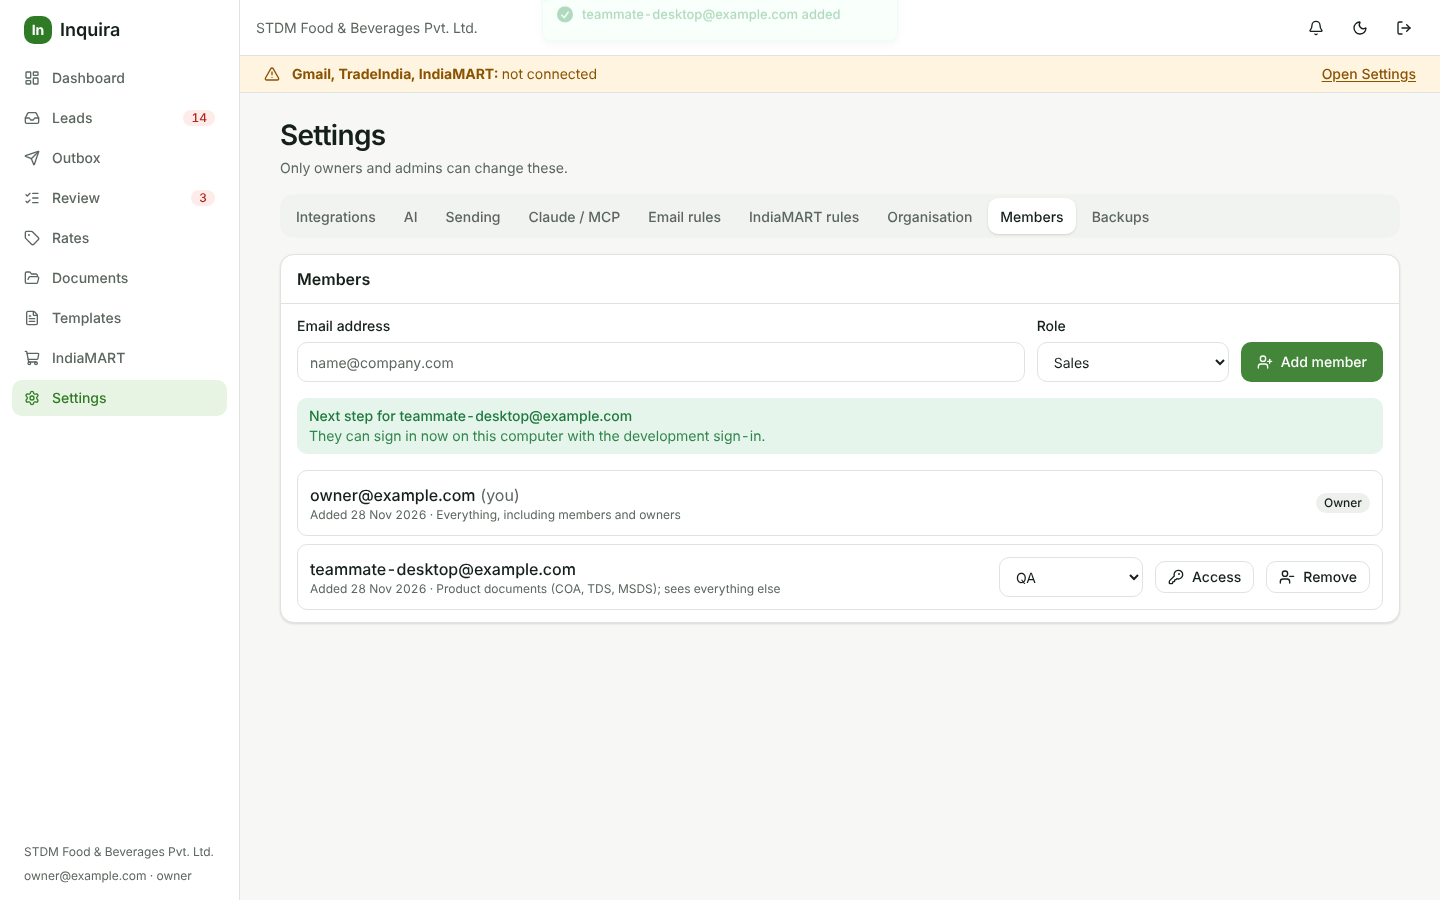 In Inquira
STDM Food & Beverages Pvt. Ltd.
teammate-desktop@example.com added
Gmail, TradeIndia, IndiaMART: not connected
Open Settings
Dashboard
Leads 14
Outbox
Review 3
Rates
Documents
Templates
IndiaMART
Settings
Settings
Only owners and admins can change these.
Integrations AI Sending Claude / MCP Email rules IndiaMART rules Organisation Members Backups
Members
Email address Role
name@company.com Sales Add member
Next step for teammate-desktop@example.com
They can sign in now on this computer with the development sign-in.
owner@example.com (you)
Added 28 Nov 2026 · Everything, including members and owners
Owner
teammate-desktop@example.com
Added 28 Nov 2026 · Product documents (COA, TDS, MSDS); sees everything else
QA Access Remove
STDM Food & Beverages Pvt. Ltd.
owner@example.com · owner